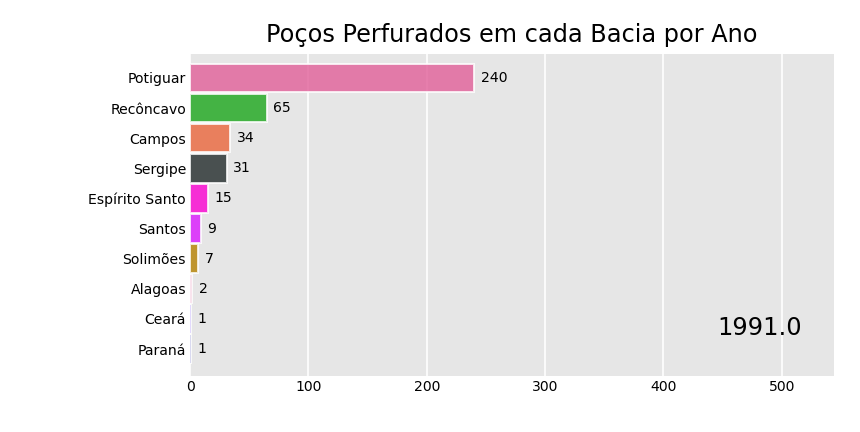 Poços Perfurados em cada Bacia por Ano
Potiguar 240
Recôncavo 65
Campos 34
Sergipe 31
Espírito Santo 15
Santos 9
Solimões 7
Alagoas 2
Ceará 1
1991.0
Paraná 1
0 100 200 300 400 500